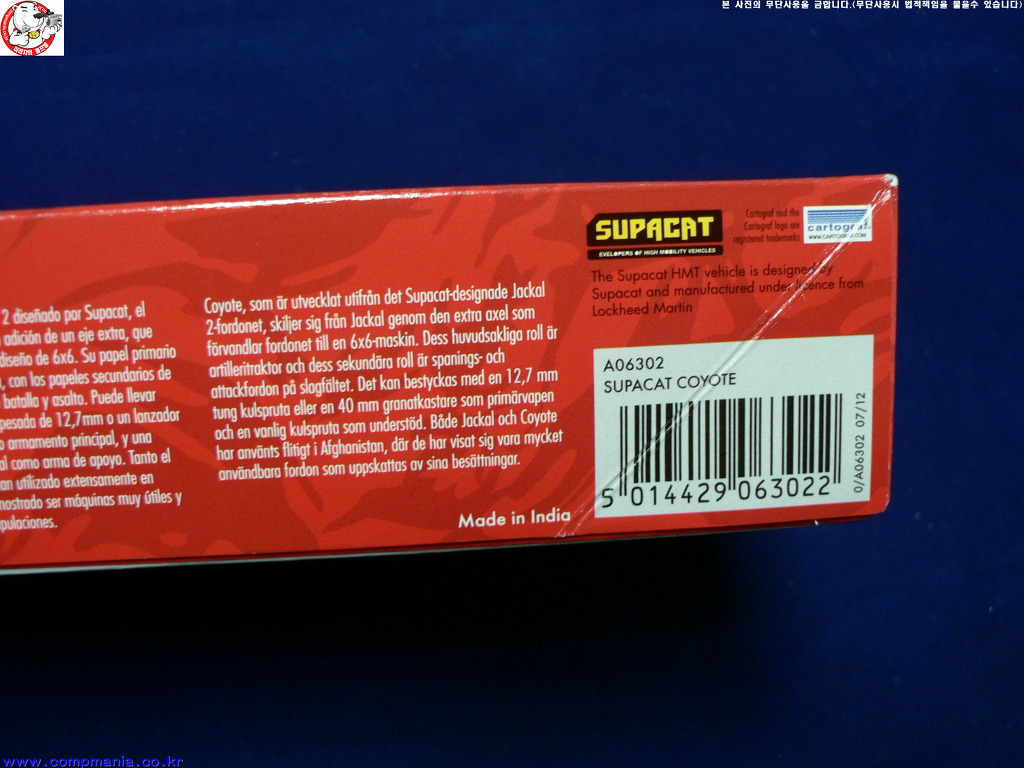 본 사진의 무단사용을 금합니다.(무단사용시 법적책임을 물을수 있습니다)
SUPACAT
EVELOPERS OF HIGH MOBILITY VEHICLES
Cartograf and the
Cartograf logo are
registered trademarks
cartograf
WWW.CARTOGRAF.COM
The Supacat HMT vehicle is designed by
Supacat and manufactured under licence from
Lockheed Martin
2 diseñado por Supacat, el
adición de un eje extra, que
diseño de 6x6. Su papel primario
, con los papeles secundarios de
batalla y asalto. Puede llevar
pesada de 12,7mm o un lanzador
o armamento principal, y una
al como arma de apoyo. Tanto el
an utilizado extensamente en
mostrado ser máquinas muy útiles y
pulaciones.
Coyote, som är utvecklat utifrån det Supacat-designade Jackal
2-fordonet, skiljer sig från Jackal genom den extra axel som
förvandlar fordonet till en 6x6-maskin. Dess huvudsakliga roll är
artilleritraktor och dess sekundära roll är spanings- och
attackfordon på slagfältet. Det kan bestyckas med en 12,7 mm
tung kulspruta eller en 40 mm granatkastare som primärvapen
och en vanlig kulspruta som understöd. Både Jackal och Coyote
har använts flitigt i Afghanistan, där de har visat sig vara mycket
användbara fordon som uppskattas av sina besättningar.
Made in India
A06302
SUPACAT COYOTE
5 014429 063022
0/A06302 07/12
www.compmania.co.kr